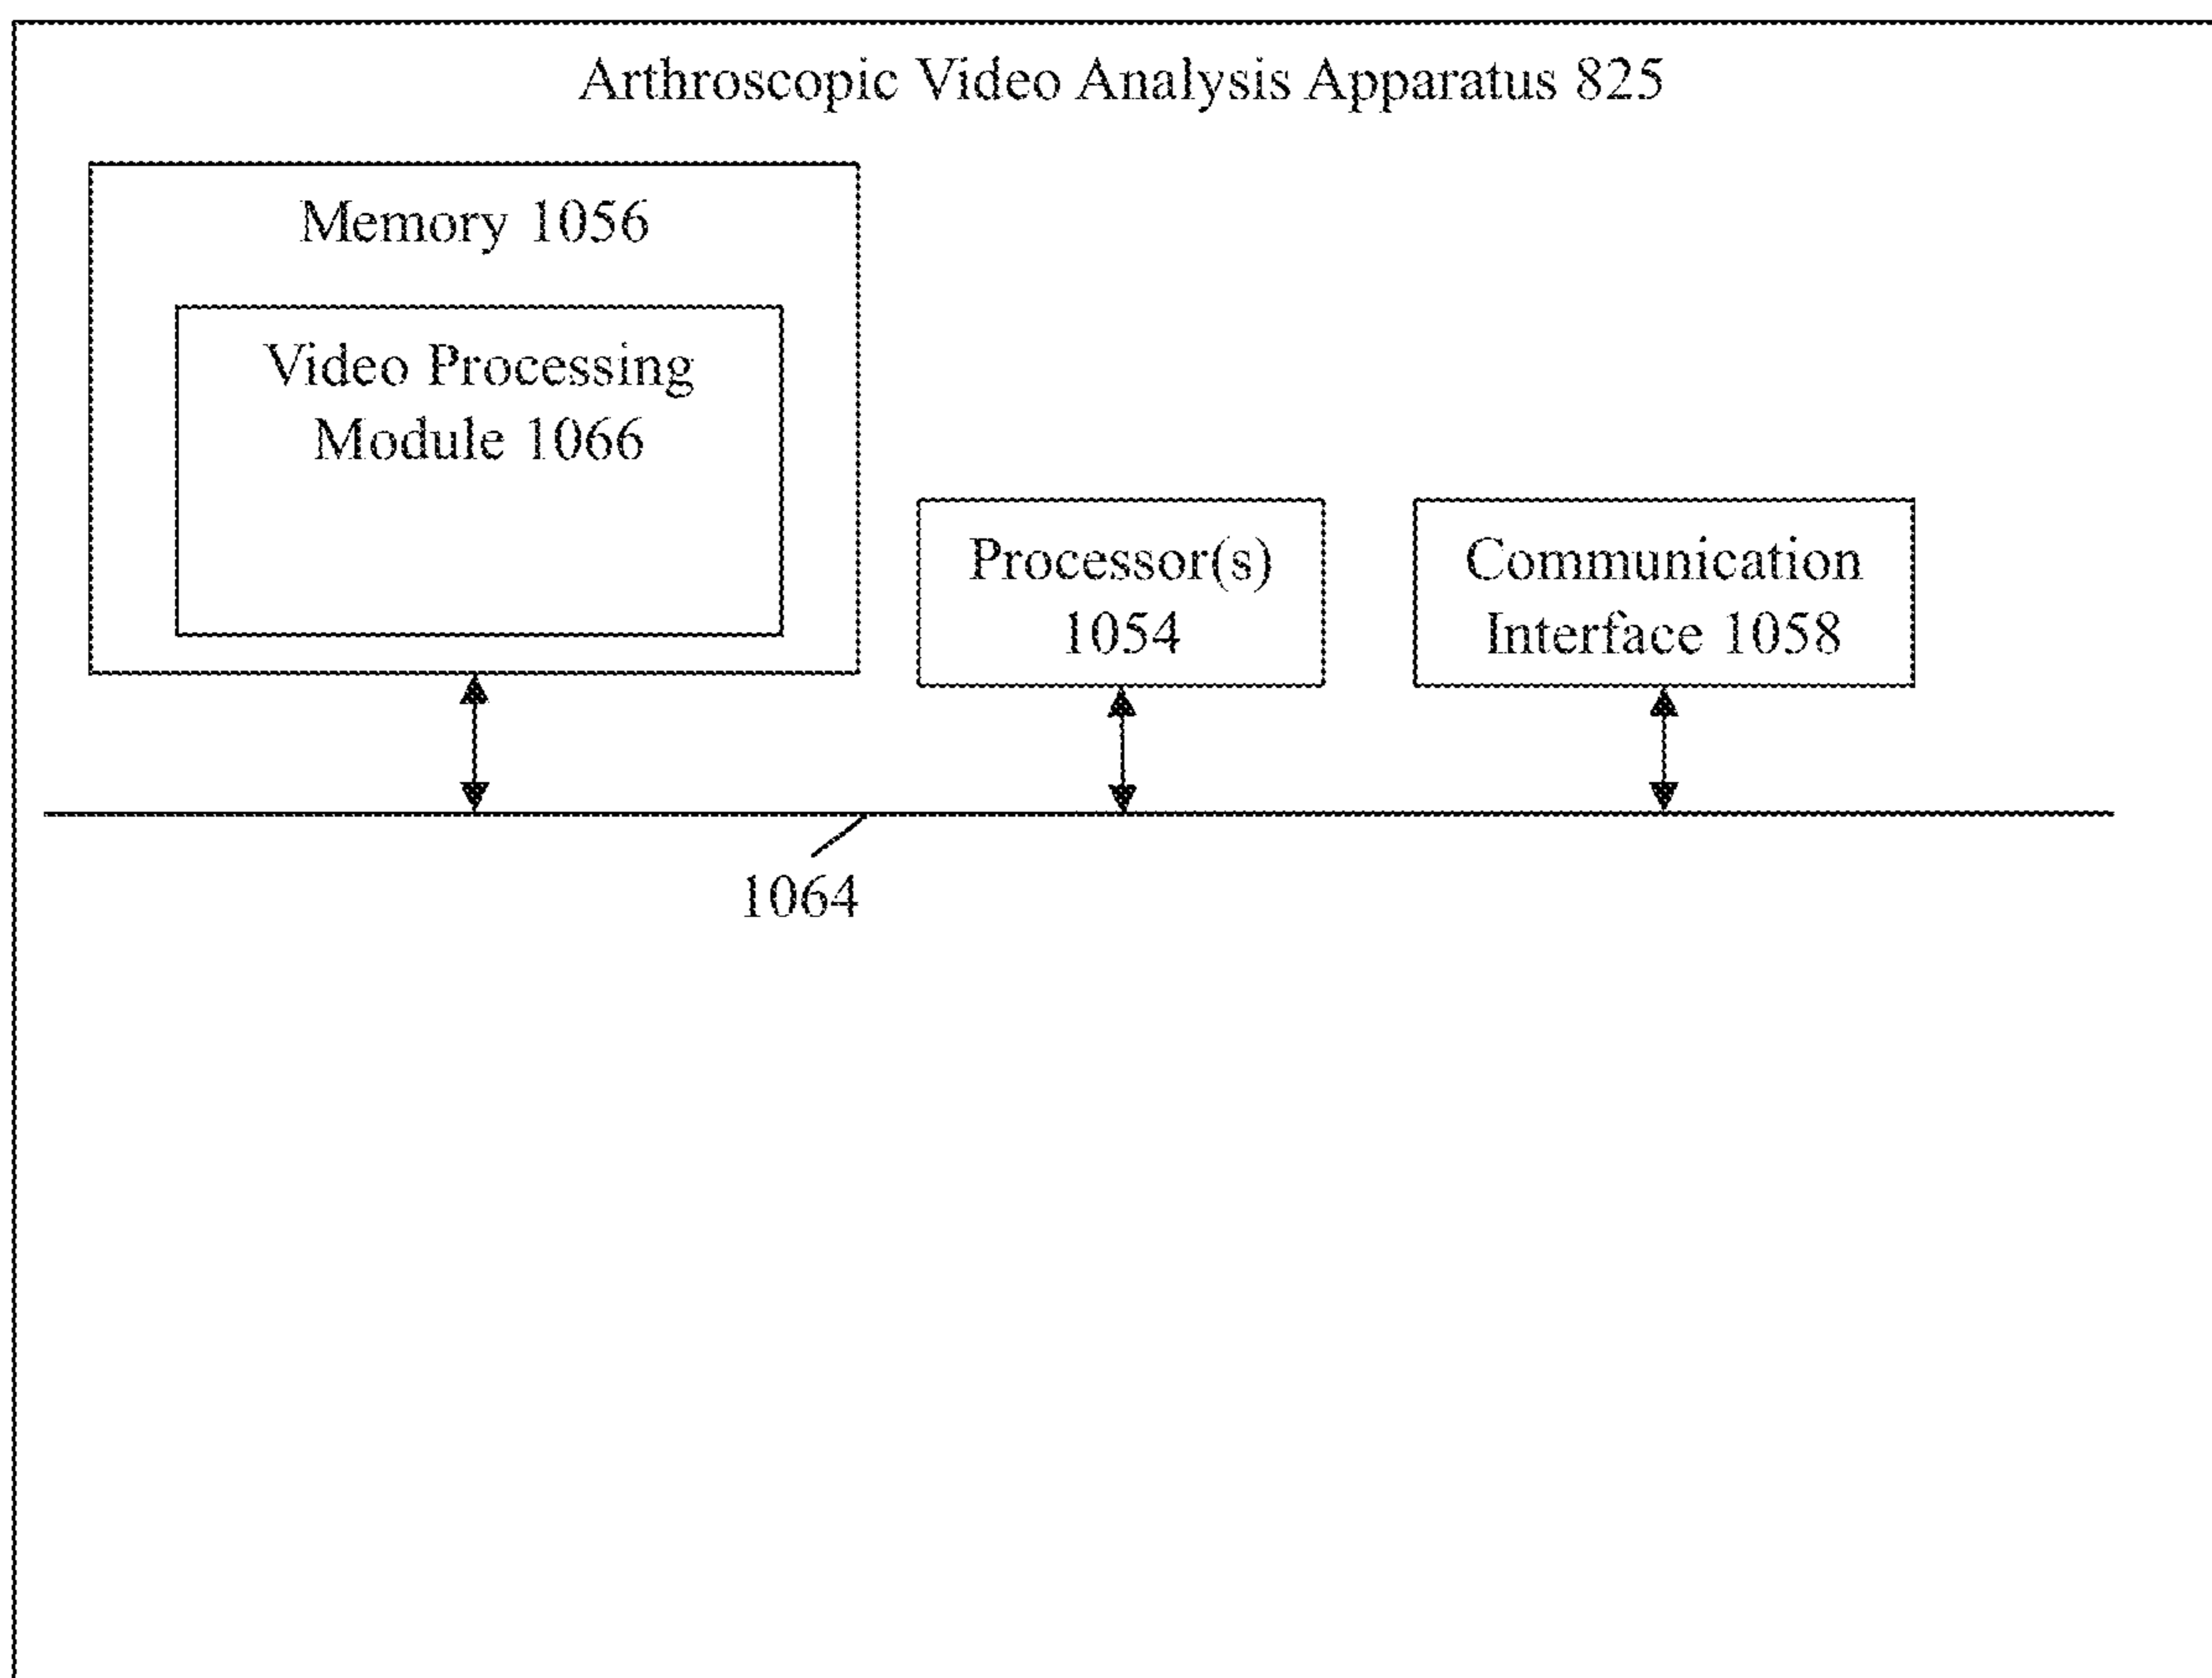 Arthroscopic Video Analysis Apparatus 825
Memory 1056
Video Processing
Module 1066
Processor(s)
1054
Communication
Interface 1058
1064